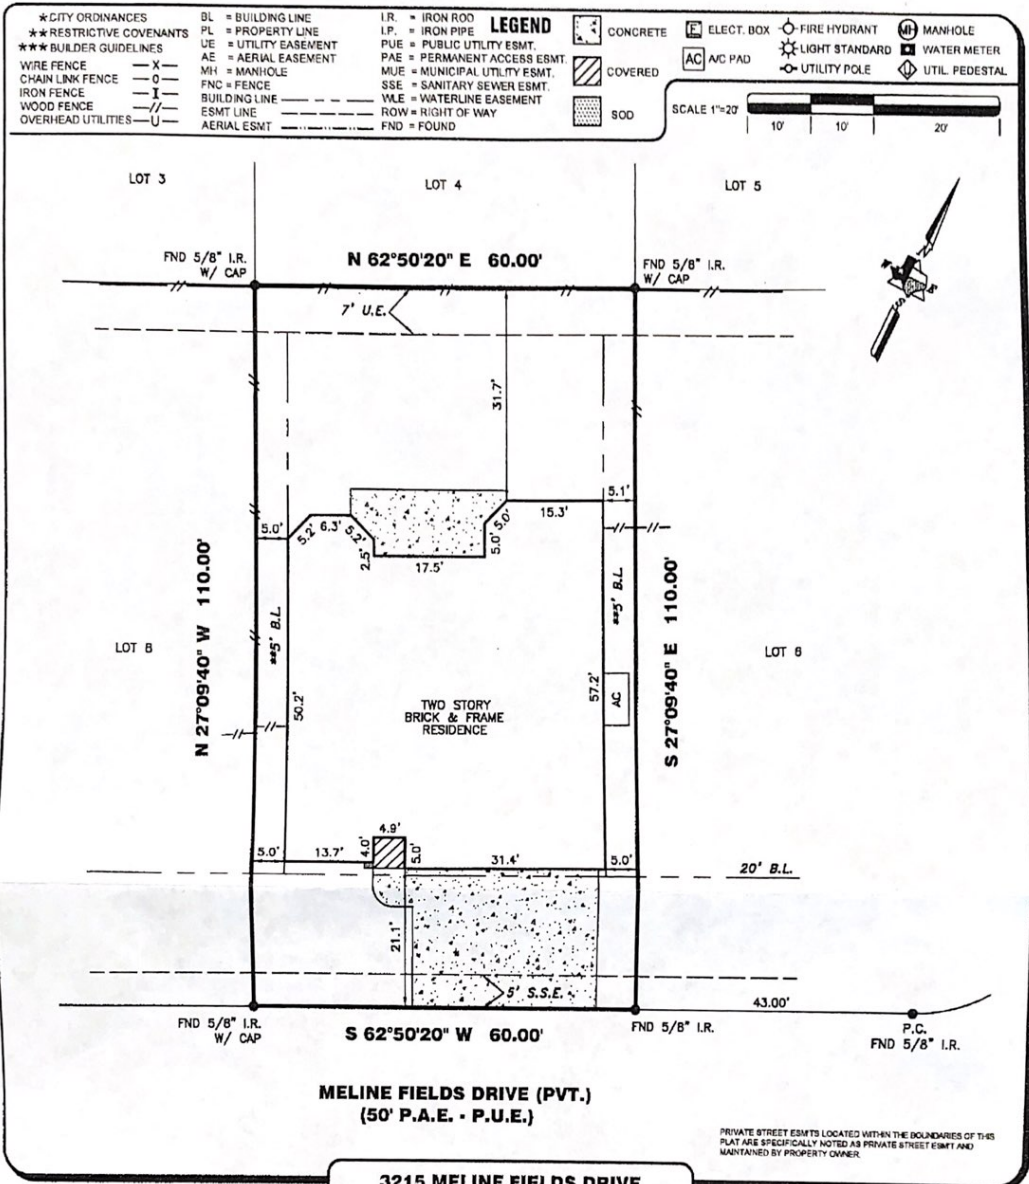 *CITY ORDINANCES
**RESTRICTIVE COVENANTS
***BUILDER GUIDELINES
WIRE FENCE —X—
CHAIN LINK FENCE —O—
IRON FENCE —I—
WOOD FENCE —//—
OVERHEAD UTILITIES —U—
BL = BUILDING LINE
PL = PROPERTY LINE
UE = UTILITY EASEMENT
AE = AERIAL EASEMENT
MH = MANHOLE
FNC = FENCE
BUILDING LINE
ESMT LINE
AERIAL ESMT
I.R. = IRON ROD
I.P. = IRON PIPE
PUE = PUBLIC UTILITY ESMT.
PAE = PERMANENT ACCESS ESMT.
MUE = MUNICIPAL UTILITY ESMT.
SSE = SANITARY SEWER ESMT.
WLE = WATERLINE EASEMENT
ROW = RIGHT OF WAY
FND = FOUND
LEGEND
CONCRETE
COVERED
SOD
E ELECT. BOX
AC A/C PAD
FIRE HYDRANT
LIGHT STANDARD
UTILITY POLE
MH MANHOLE
WATER METER
UTIL. PEDESTAL
SCALE 1"=20'
10' 10' 20'
LOT 3
LOT 4
LOT 5
FND 5/8" I.R.
W/ CAP
N 62°50'20" E 60.00'
FND 5/8" I.R.
W/ CAP
7' U.E.
31.7'
5.1'
15.3'
5.0'
5.0'
5.2'
6.3'
5.2'
2.5'
17.5'
5.0'
N 27°09'40" W 110.00'
**5' B.L.
**5' B.L.
S 27°09'40" E 110.00'
LOT 8
LOT 6
50.2'
TWO STORY
BRICK & FRAME
RESIDENCE
57.2'
AC
4.9'
5.0'
13.7'
4.0'
5.0'
31.4'
5.0'
20' B.L.
21.1'
5' S.S.E.
43.00'
FND 5/8" I.R.
W/ CAP
S 62°50'20" W 60.00'
FND 5/8" I.R.
P.C.
FND 5/8" I.R.
MELINE FIELDS DRIVE (PVT.)
(50' P.A.E. - P.U.E.)
PRIVATE STREET ESMTS LOCATED WITHIN THE BOUNDARIES OF THIS
PLAT ARE SPECIFICALLY NOTED AS PRIVATE STREET ESM'T AND
MAINTAINED BY PROPERTY OWNER.
3215 MELINE FIELDS DRIVE